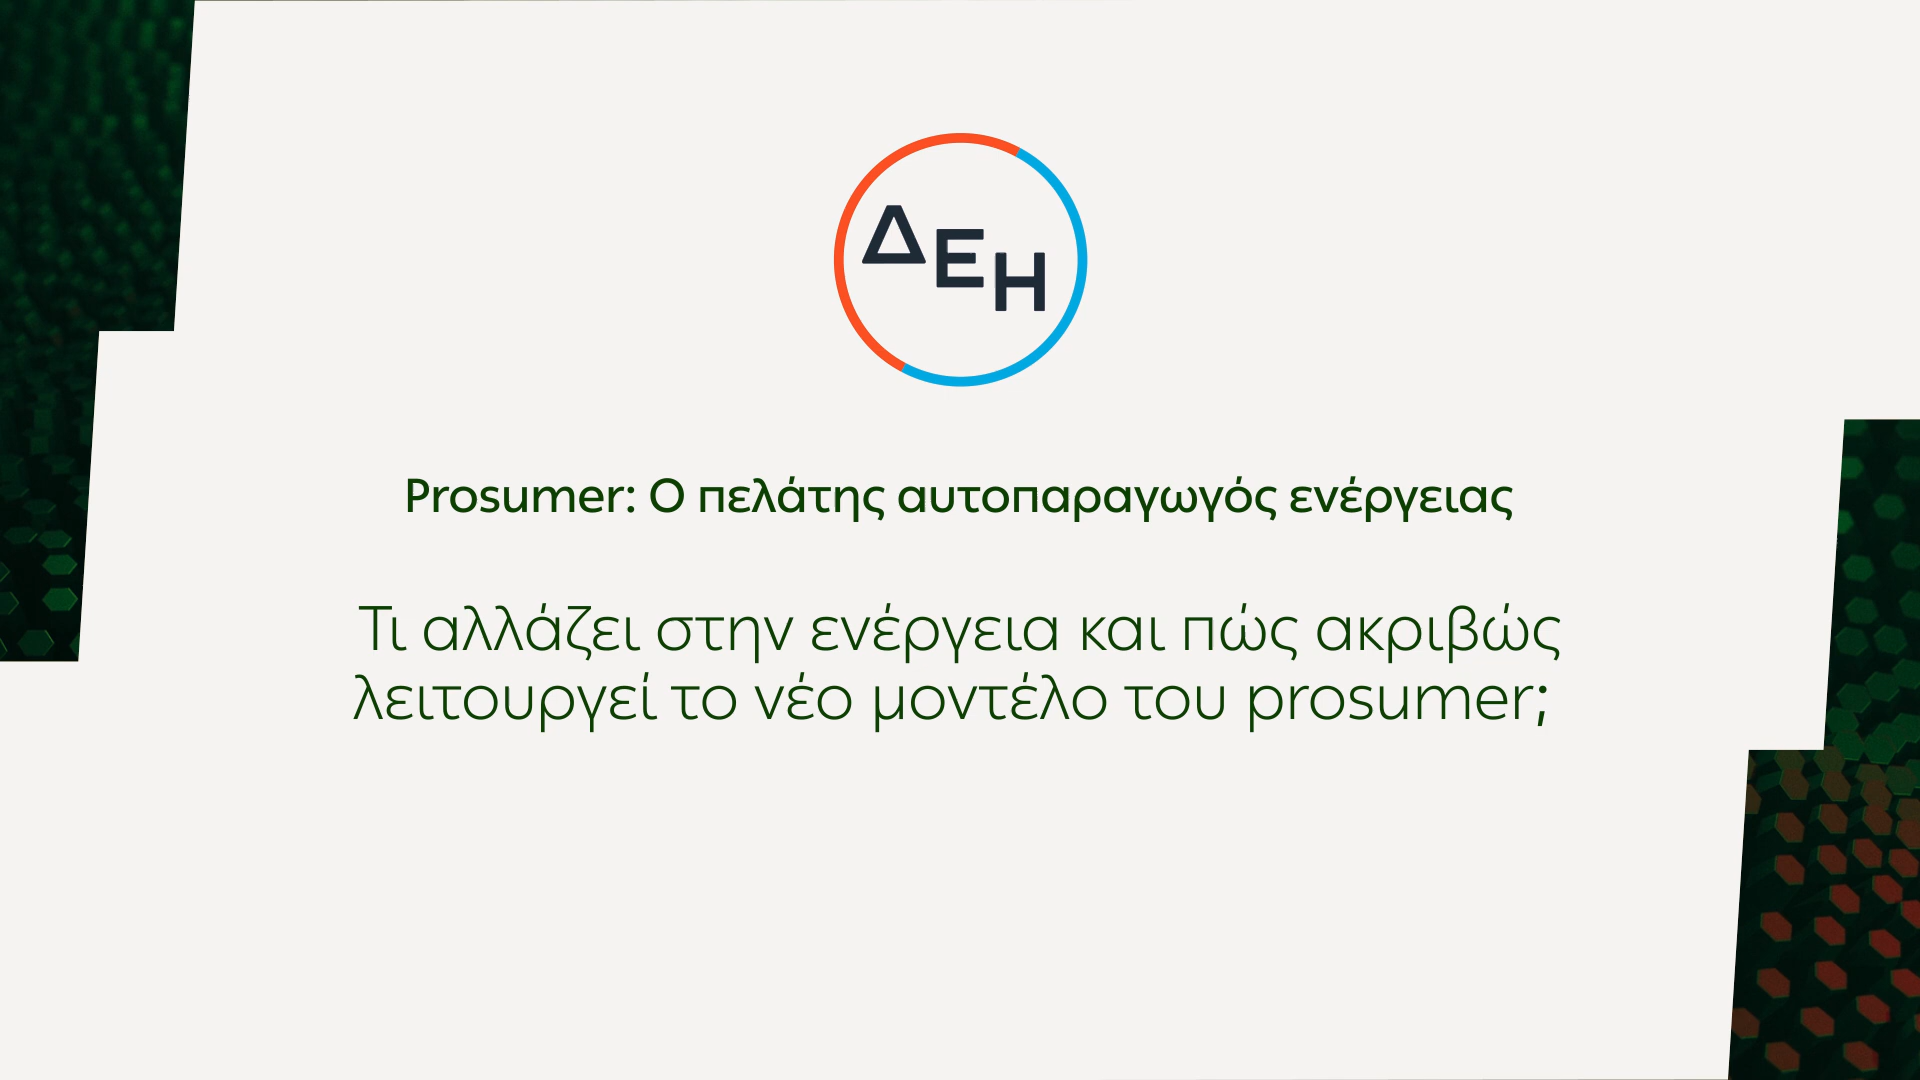 ΔΕΗ
Prosumer: Ο πελάτης αυτοπαραγωγός ενέργειας
Τι αλλάζει στην ενέργεια και πώς ακριβώς
λειτουργεί το νέο μοντέλο του prosumer;